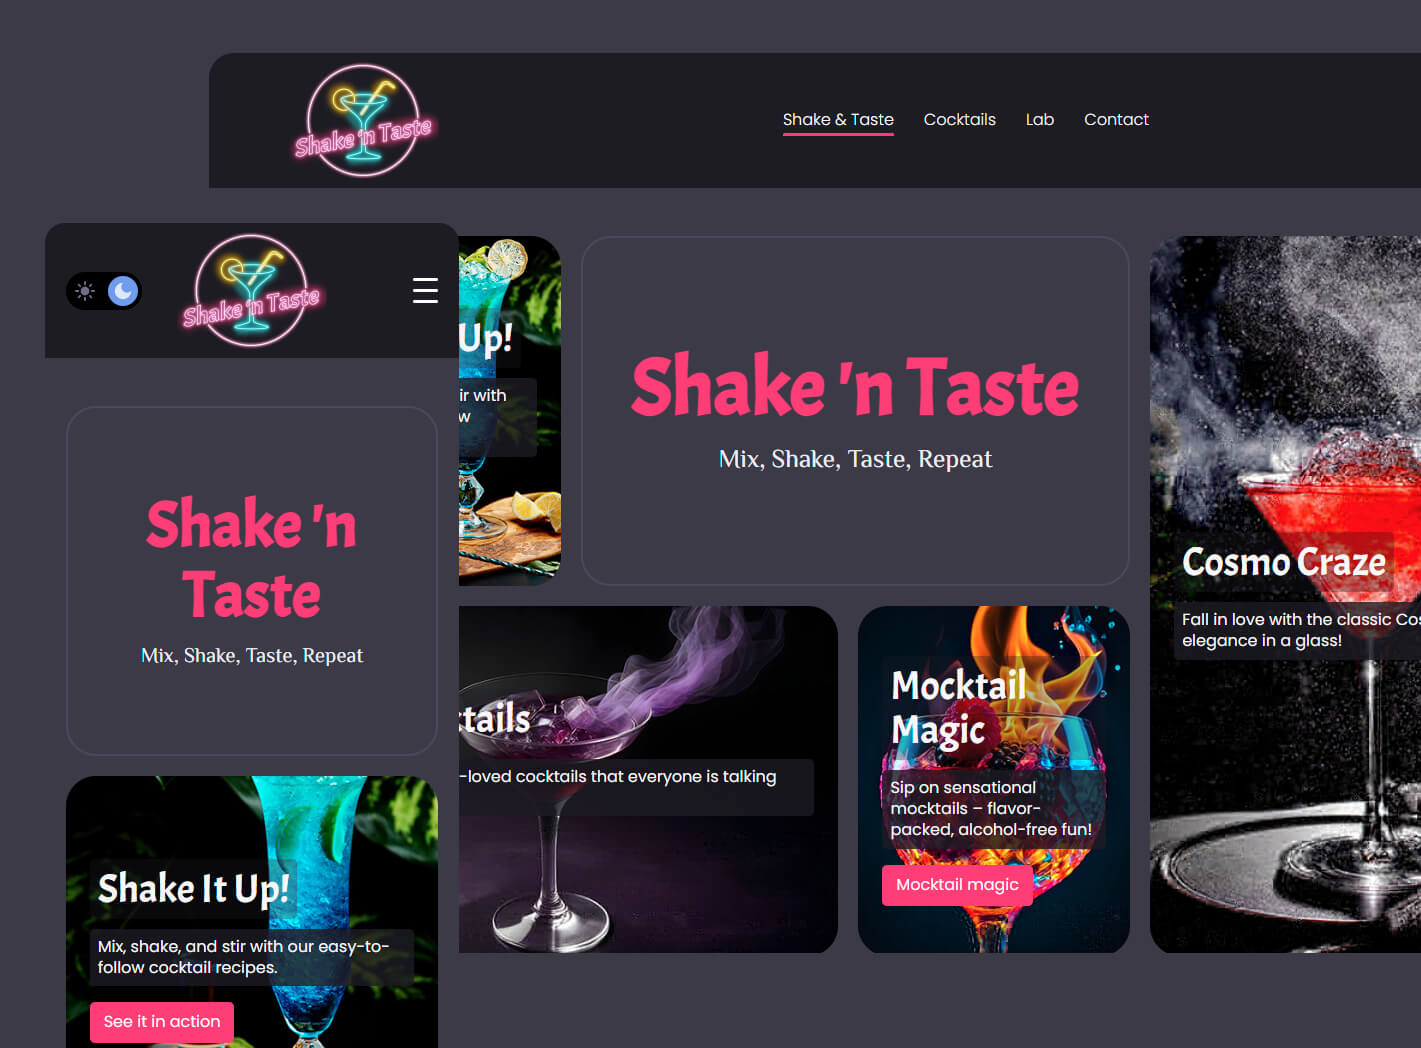 Shake 'n Taste
Shake & Taste
Cocktails
Lab
Contact
Shake 'n Taste
Shake 'n
Taste
Mix, Shake, Taste, Repeat
Shake It Up!
Mix, shake, and stir with our easy-to-
follow cocktail recipes.
See it in action
Up!
ir with
w
Shake 'n Taste
Mix, Shake, Taste, Repeat
ctails
-loved cocktails that everyone is talking
Mocktail
Magic
Sip on sensational
mocktails – flavor-
packed, alcohol-free fun!
Mocktail magic
Cosmo Craze
Fall in love with the classic Cos
elegance in a glass!